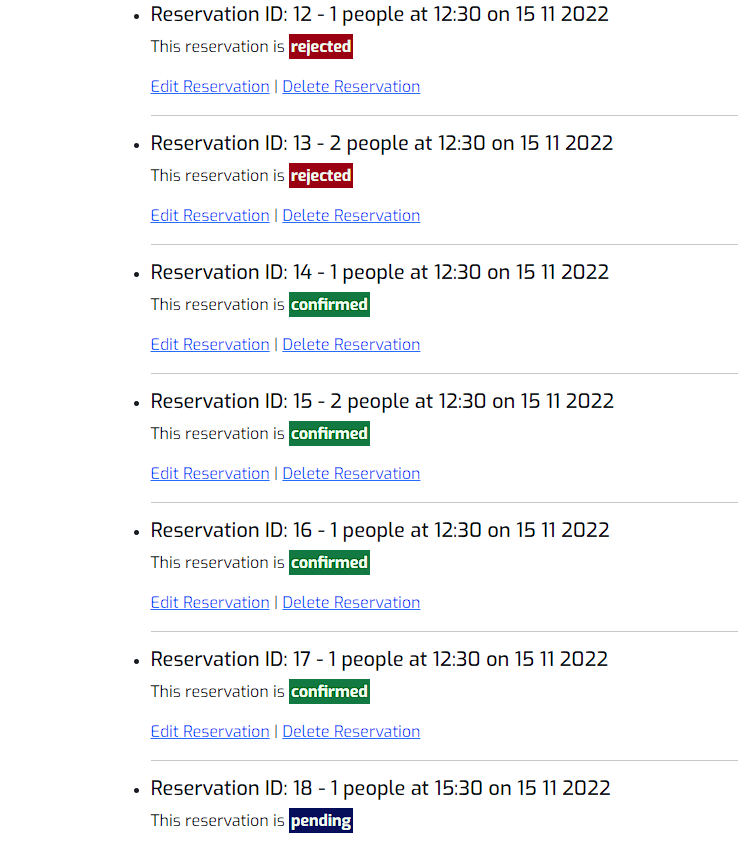 Reservation ID: 12 - 1 people at 12:30 on 15 11 2022
This reservation is rejected
Edit Reservation | Delete Reservation
Reservation ID: 13 - 2 people at 12:30 on 15 11 2022
This reservation is rejected
Edit Reservation | Delete Reservation
Reservation ID: 14 - 1 people at 12:30 on 15 11 2022
This reservation is confirmed
Edit Reservation | Delete Reservation
Reservation ID: 15 - 2 people at 12:30 on 15 11 2022
This reservation is confirmed
Edit Reservation | Delete Reservation
Reservation ID: 16 - 1 people at 12:30 on 15 11 2022
This reservation is confirmed
Edit Reservation | Delete Reservation
Reservation ID: 17 - 1 people at 12:30 on 15 11 2022
This reservation is confirmed
Edit Reservation | Delete Reservation
Reservation ID: 18 - 1 people at 15:30 on 15 11 2022
This reservation is pending